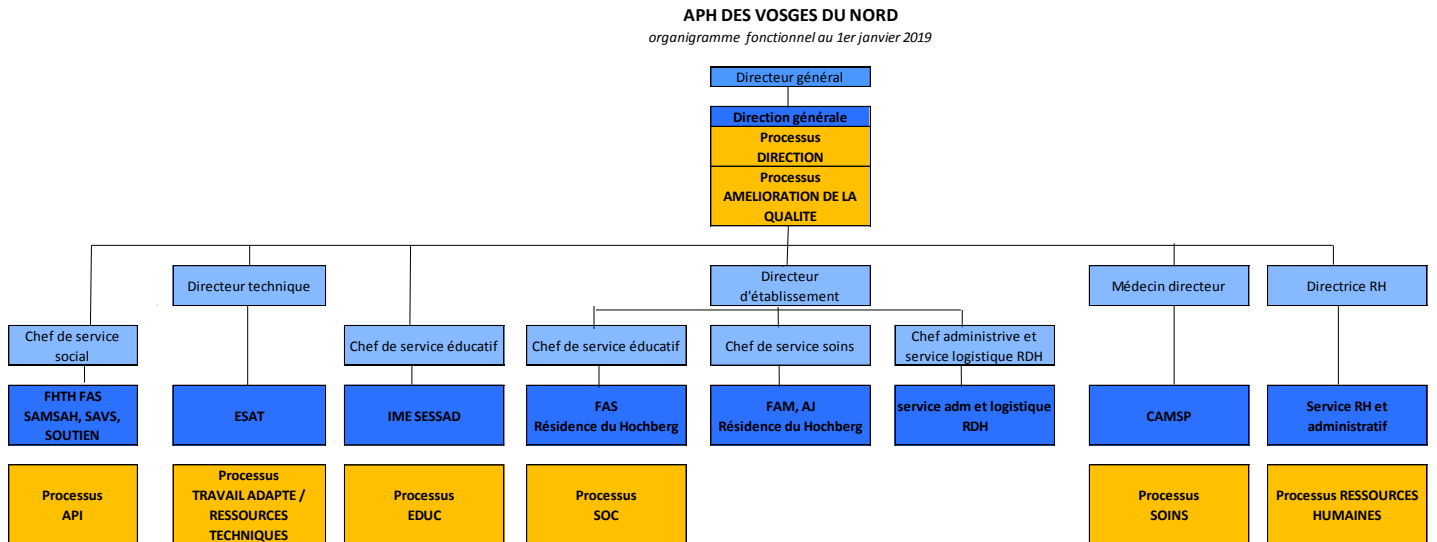 APH DES VOSGES DU NORD
organigramme fonctionnel au 1er janvier 2019
Directeur général
Direction générale
Processus
DIRECTION
Processus
AMELIORATION DE LA
QUALITE
Directeur technique
Directeur
d'établissement
Médecin directeur
Directrice RH
Chef de service
social
Chef de service éducatif
Chef de service éducatif
Chef de service soins
Chef administrive et
service logistique RDH
FHTH FAS
SAMSAH, SAVS,
SOUTIEN
ESAT
IME SESSAD
FAS
Résidence du Hochberg
FAM, AJ
Résidence du Hochberg
service adm et logistique
RDH
CAMSP
Service RH et
administratif
Processus
API
Processus
TRAVAIL ADAPTE /
RESSOURCES
TECHNIQUES
Processus
EDUC
Processus
SOC
Processus
SOINS
Processus RESSOURCES
HUMAINES